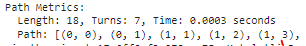 Path Metrics:
Length: 18, Turns: 7, Time: 0.0003 seconds
Path: [(0, 0), (0, 1), (1, 1), (1, 2), (1, 3),